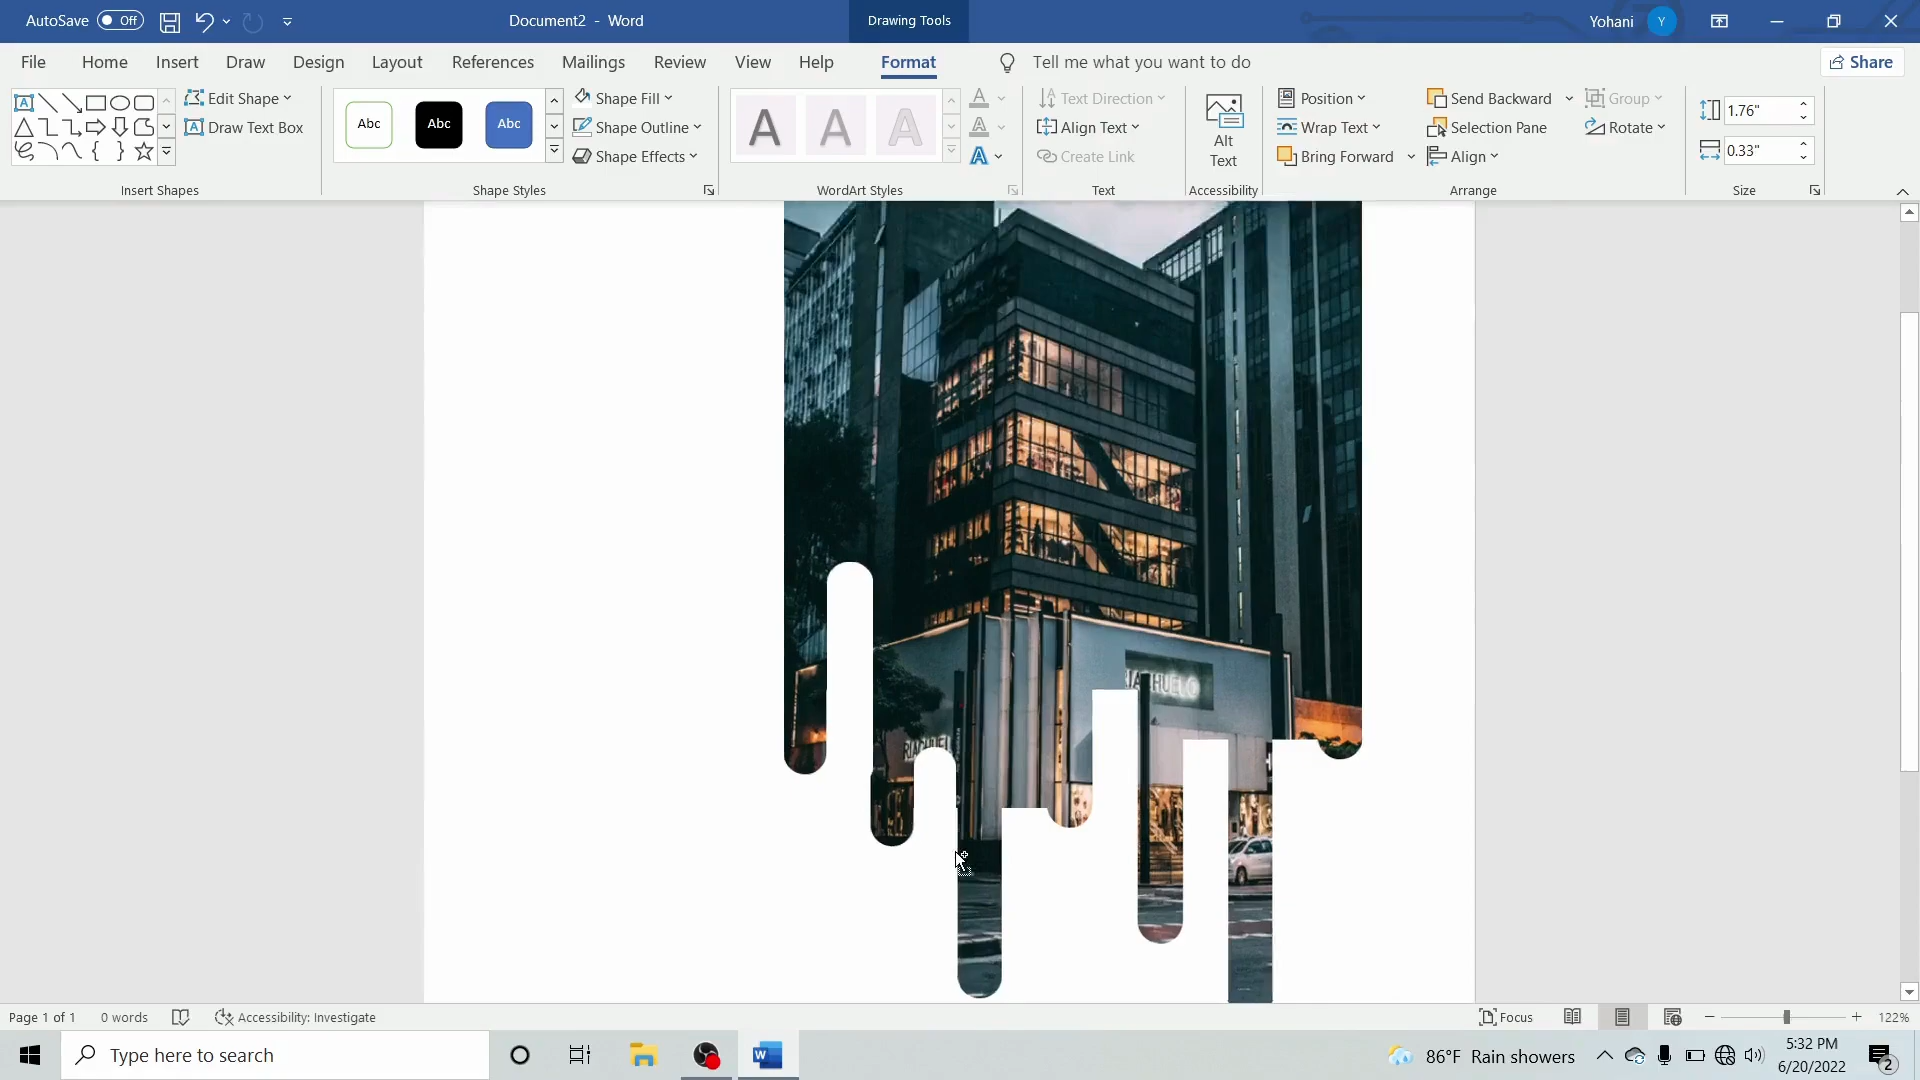 AutoSave Off Document2 - Word Drawing Tools Yohani Y
File Home Insert Draw Design Layout References Mailings Review View Help Format Tell me what you want to do Share
Edit Shape
Draw Text Box
Insert Shapes
Abc Abc Abc
Shape Fill
Shape Outline
Shape Effects
Shape Styles
A A A
A
A
A
WordArt Styles
Text Direction
Align Text
Create Link
Text
Alt
Text
Accessibility
Position
Wrap Text
Bring Forward
Send Backward
Selection Pane
Align
Group
Rotate
Arrange
1.76"
0.33"
Size
Page 1 of 1 0 words Accessibility: Investigate Focus 122%
Type here to search
W
86°F Rain showers
5:32 PM
6/20/2022
2